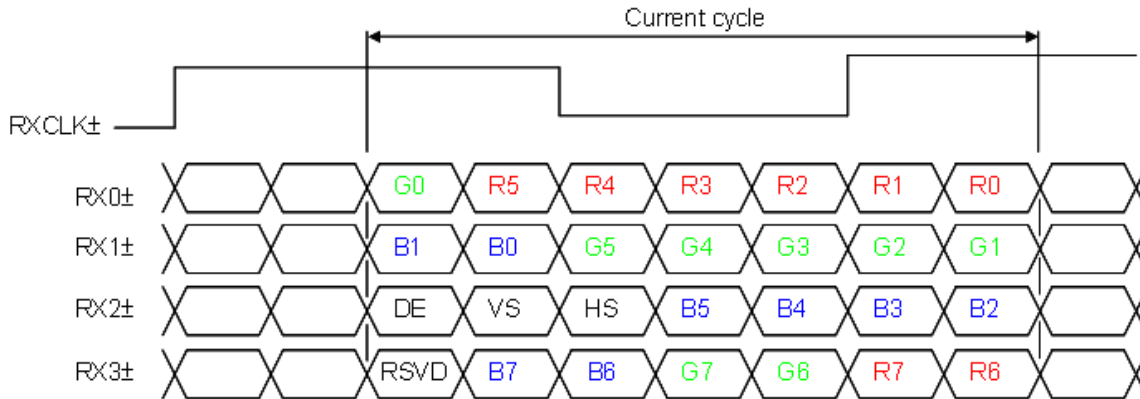 Current cycle
RXCLK±
RX0± G0 R5 R4 R3 R2 R1 R0
RX1± B1 B0 G5 G4 G3 G2 G1
RX2± DE VS HS B5 B4 B3 B2
RX3± RSVD B7 B6 G7 G6 R7 R6